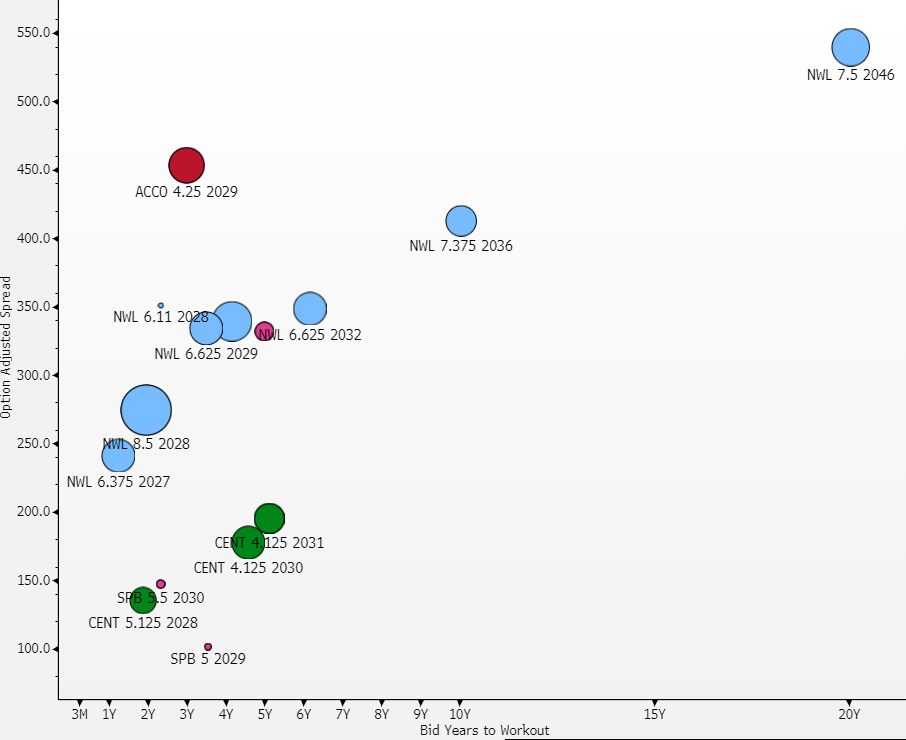 550.0
500.0
450.0
400.0
350.0
300.0
250.0
200.0
150.0
100.0
Option Adjusted Spread
NWL 7.5 2046
ACCO 4.25 2029
NWL 7.375 2036
NWL 6.11 2028
NWL 6.625 2032
NWL 6.625 2029
NWL 8.5 2028
NWL 6.375 2027
CENT 4.125 2031
CENT 4.125 2030
SPB 5.5 2030
CENT 5.125 2028
SPB 5 2029
3M 1Y 2Y 3Y 4Y 5Y 6Y 7Y 8Y 9Y 10Y 15Y 20Y
Bid Years to Workout